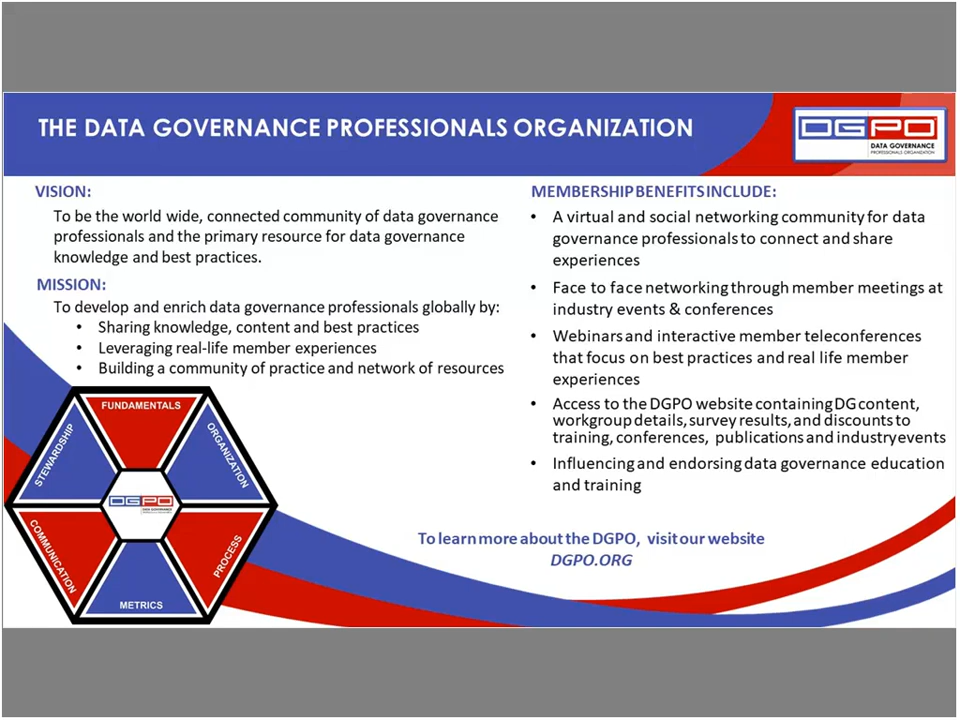 THE DATA GOVERNANCE PROFESSIONALS ORGANIZATION
DGPO
DATA GOVERNANCE
PROFESSIONALS ORGANIZATION
VISION:
To be the world wide, connected community of data governance
professionals and the primary resource for data governance
knowledge and best practices.
MISSION:
To develop and enrich data governance professionals globally by:
• Sharing knowledge, content and best practices
• Leveraging real-life member experiences
• Building a community of practice and network of resources
MEMBERSHIP BENEFITS INCLUDE:
• A virtual and social networking community for data
governance professionals to connect and share
experiences
• Face to face networking through member meetings at
industry events & conferences
• Webinars and interactive member teleconferences
that focus on best practices and real life member
experiences
• Access to the DGPO website containing DG content,
workgroup details, survey results, and discounts to
training, conferences, publications and industry events
• Influencing and endorsing data governance education
and training
FUNDAMENTALS
ORGANIZATION
PROCESS
METRICS
COMMUNICATION
STEWARDSHIP
DGPO
DATA GOVERNANCE
To learn more about the DGPO, visit our website
DGPO.ORG